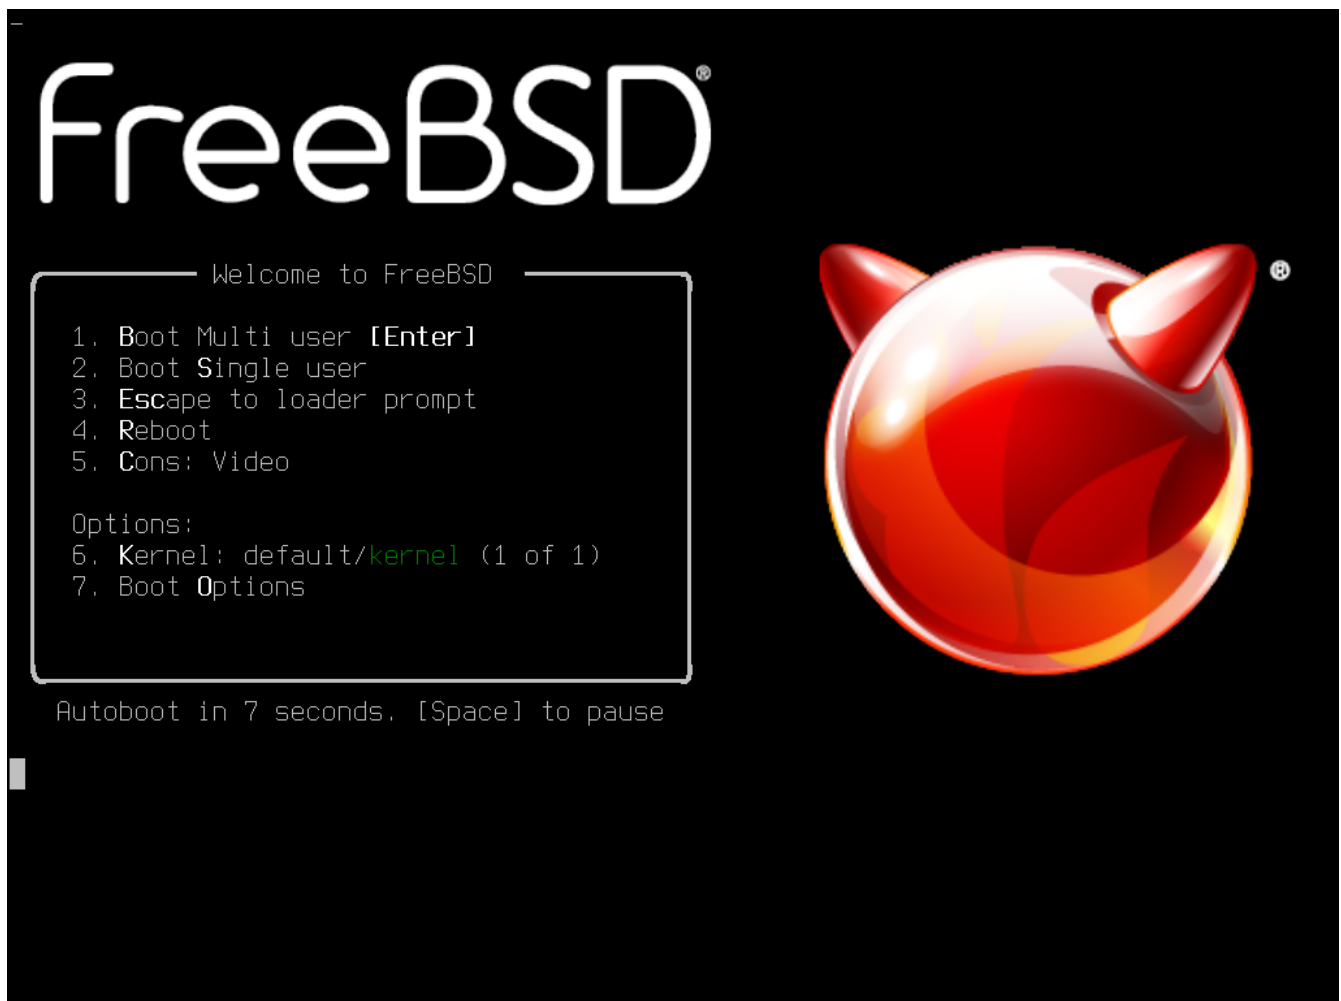 FreeBSD®
Welcome to FreeBSD
1. Boot Multi user [Enter]
2. Boot Single user
3. Escape to loader prompt
4. Reboot
5. Cons: Video
Options:
6. Kernel: default/kernel (1 of 1)
7. Boot Options
Autoboot in 7 seconds. [Space] to pause
®